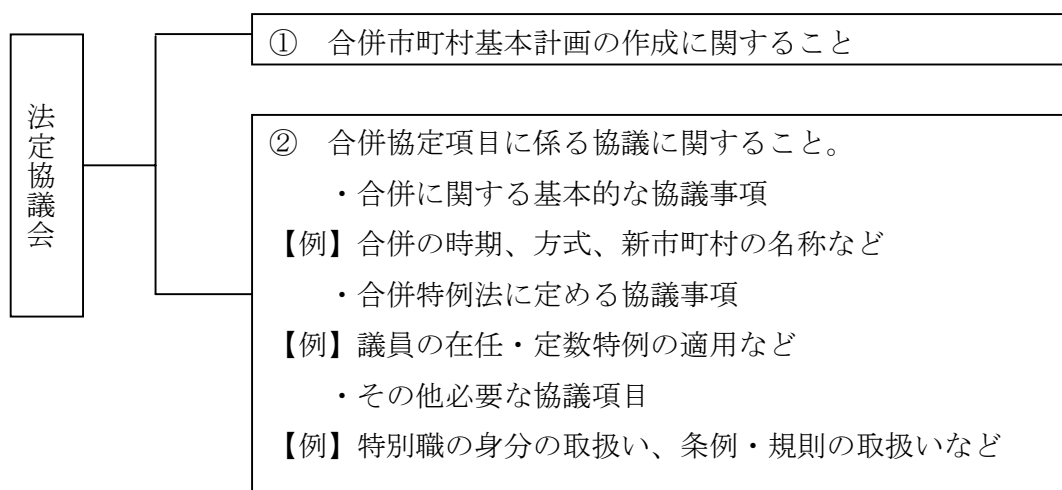 法定協議会
① 合併市町村基本計画の作成に関すること
② 合併協定項目に係る協議に関すること。
・合併に関する基本的な協議事項
【例】合併の時期、方式、新市町村の名称など
・合併特例法に定める協議事項
【例】議員の在任・定数特例の適用など
・その他必要な協議項目
【例】特別職の身分の取扱い、条例・規則の取扱いなど